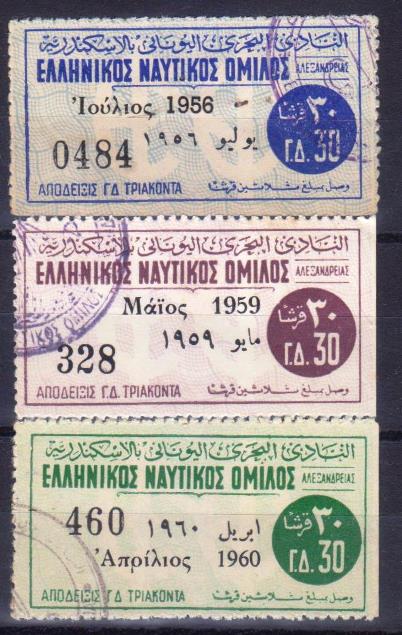 النادي البحري اليوناني بالاسكندرية
ΕΛΛΗΝΙΚΟΣ ΝΑΥΤΙΚΟΣ ΟΜΙΛΟΣ ΑΛΕΞΑΝΔΡΕΙΑΣ
Ἰούλιος 1956
٣٠ قرشا
يوليو ١٩٥٦
0484
Γ.Δ. 30
ΑΠΟΔΕΙΞΙΣ Γ.Δ. ΤΡΙΑΚΟΝΤΑ وصل بمبلغ ثلاثين قرشا
النادي البحري اليوناني بالاسكندرية
ΕΛΛΗΝΙΚΟΣ ΝΑΥΤΙΚΟΣ ΟΜΙΛΟΣ ΑΛΕΞΑΝΔΡΕΙΑΣ
Μάϊος 1959
٣٠ قرشا
مايو ١٩٥٩
328
Γ.Δ. 30
ΑΠΟΔΕΙΞΙΣ Γ.Δ. ΤΡΙΑΚΟΝΤΑ وصل بمبلغ ثلاثين قرشا
النادي البحري اليوناني بالاسكندرية
ΕΛΛΗΝΙΚΟΣ ΝΑΥΤΙΚΟΣ ΟΜΙΛΟΣ ΑΛΕΞΑΝΔΡΕΙΑΣ
460 ابريل ١٩٦٠
٣٠ قرشا
Ἀπρίλιος 1960
Γ.Δ. 30
ΑΠΟΔΕΙΞΙΣ Γ.Δ. ΤΡΙΑΚΟΝΤΑ وصل بمبلغ ثلاثين قرشا